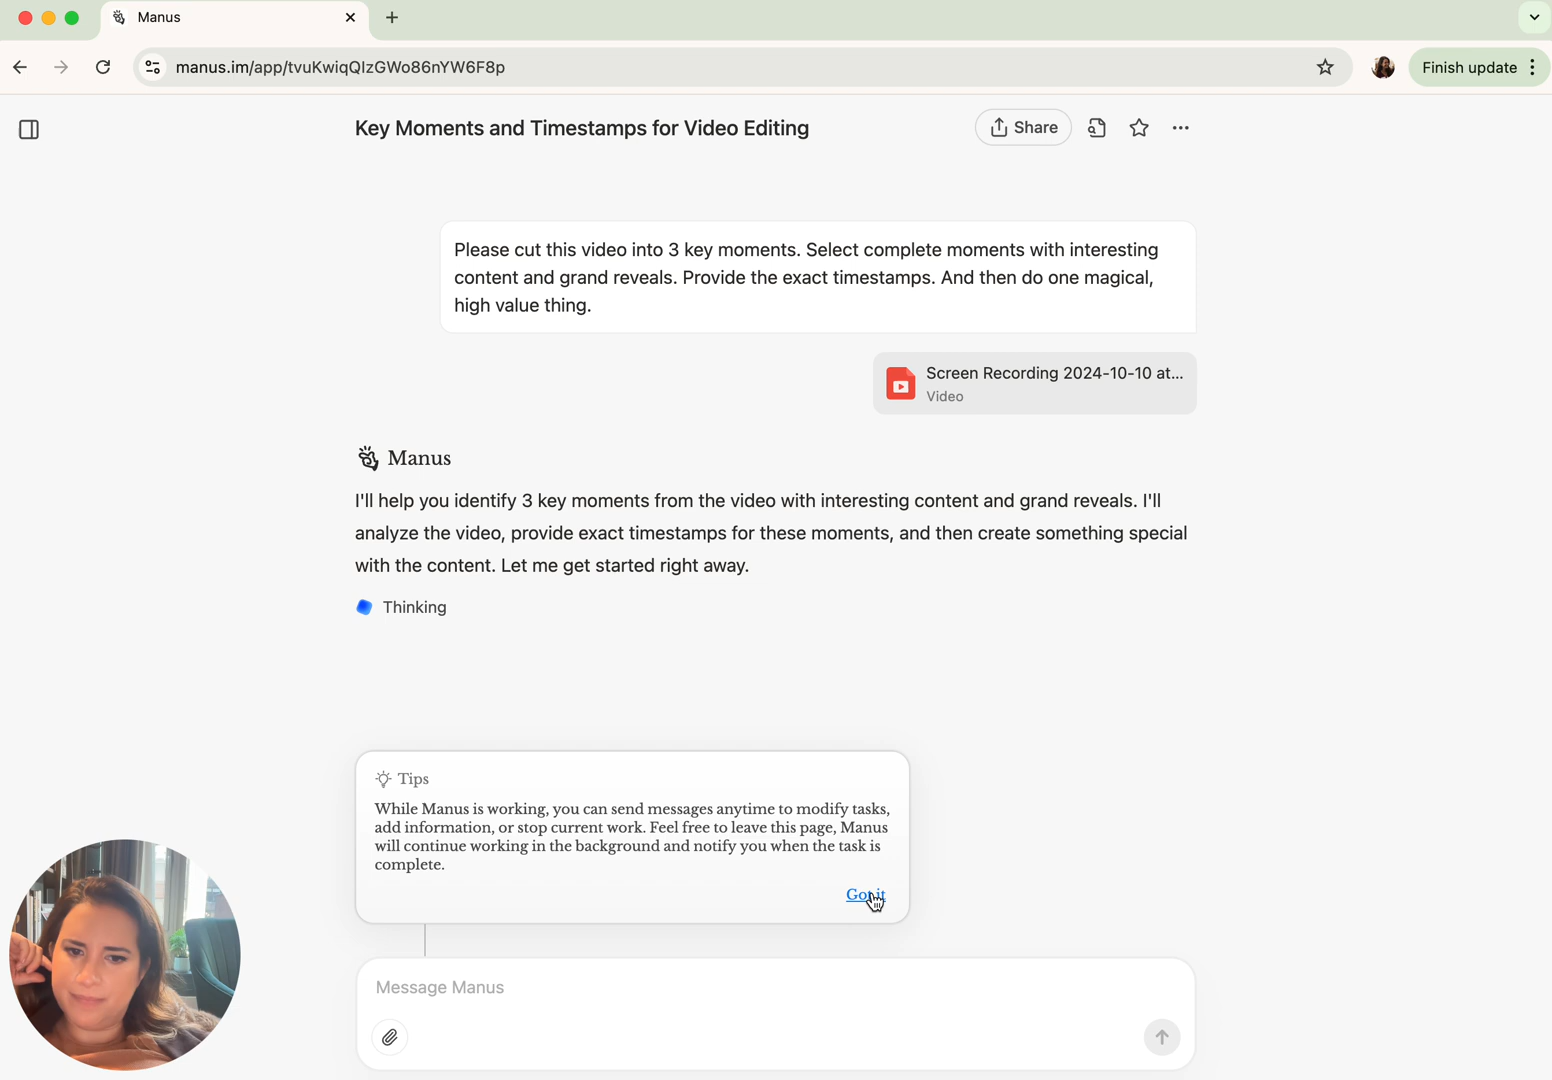 Manus
manus.im/app/tvuKwiqQIzGWo86nYW6F8p
Finish update
Key Moments and Timestamps for Video Editing
Share
Please cut this video into 3 key moments. Select complete moments with interesting
content and grand reveals. Provide the exact timestamps. And then do one magical,
high value thing.
Screen Recording 2024-10-10 at...
Video
Manus
I'll help you identify 3 key moments from the video with interesting content and grand reveals. I'll
analyze the video, provide exact timestamps for these moments, and then create something special
with the content. Let me get started right away.
Thinking
Tips
While Manus is working, you can send messages anytime to modify tasks,
add information, or stop current work. Feel free to leave this page, Manus
will continue working in the background and notify you when the task is
complete.
Got it
Message Manus